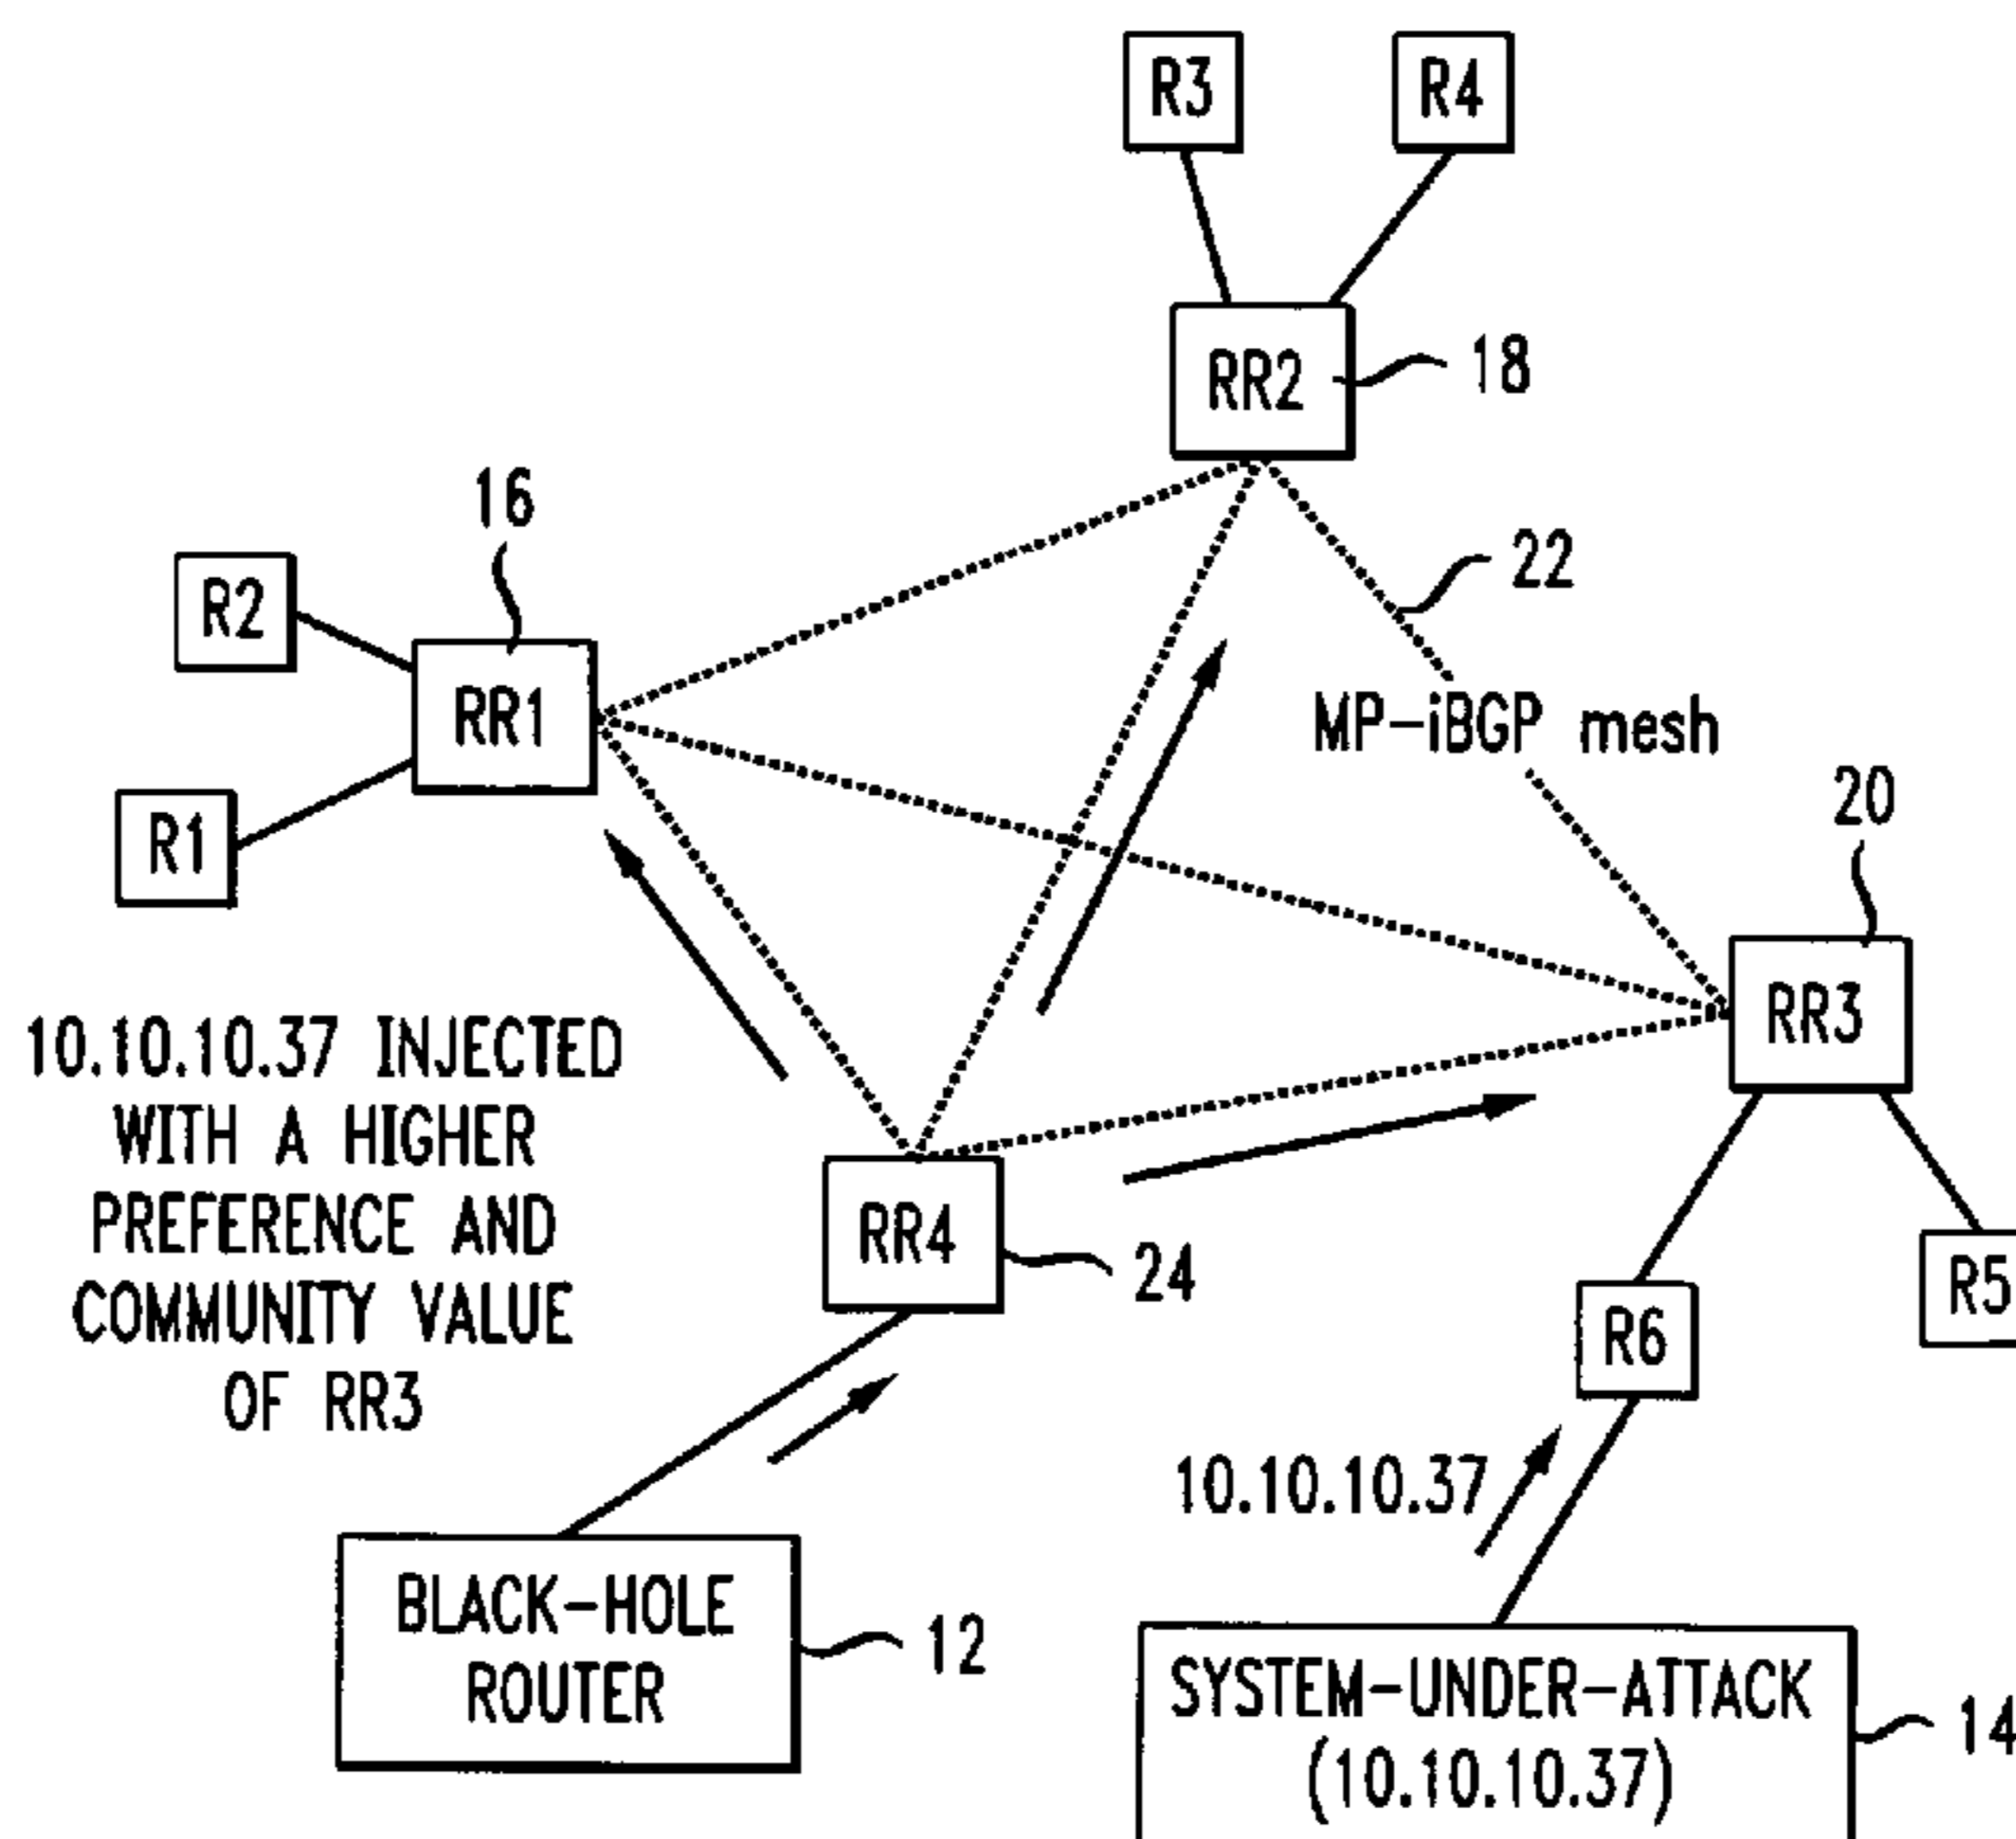 R3
R4
RR2
18
16
22
R2
RR1
MP-iBGP mesh
20
R1
RR3
10.10.10.37 INJECTED
WITH A HIGHER
PREFERENCE AND
COMMUNITY VALUE
OF RR3
RR4
24
R5
R6
10.10.10.37
BLACK-HOLE
ROUTER
12
SYSTEM-UNDER-ATTACK
(10.10.10.37)
14